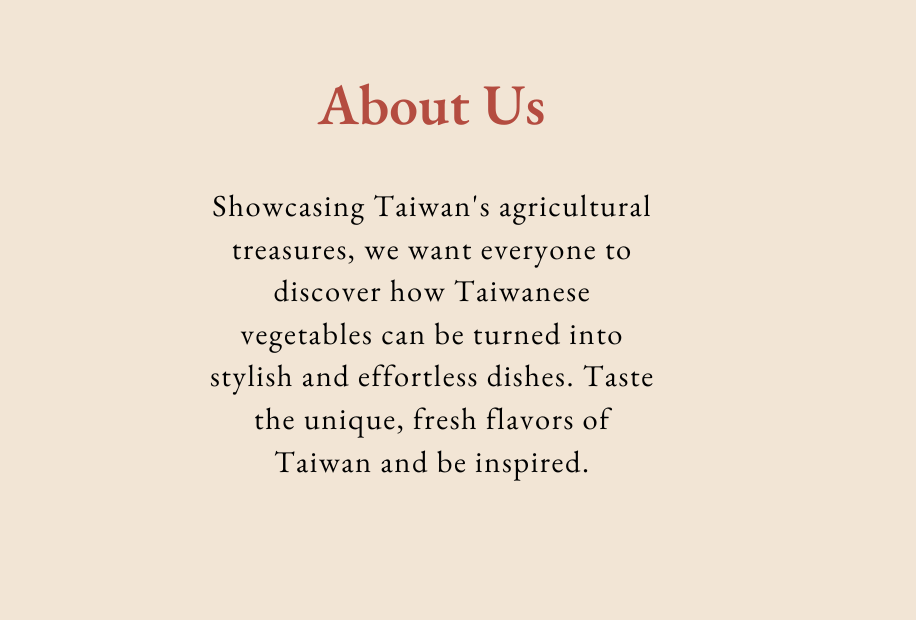 About Us
Showcasing Taiwan's agricultural
treasures, we want everyone to
discover how Taiwanese
vegetables can be turned into
stylish and effortless dishes. Taste
the unique, fresh flavors of
Taiwan and be inspired.